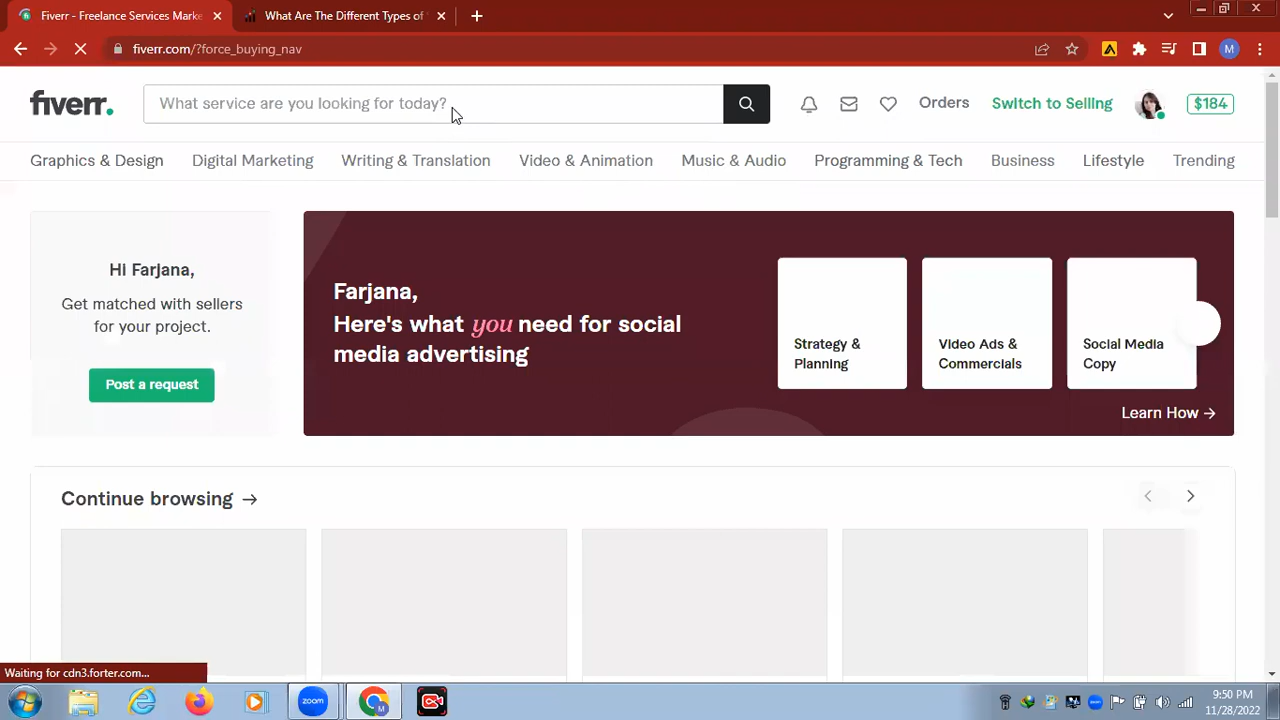 Fiverr - Freelance Services Marke
What Are The Different Types of
fiverr.com/?force_buying_nav
M
fiverr.
What service are you looking for today?
Orders
Switch to Selling
$184
Graphics & Design
Digital Marketing
Writing & Translation
Video & Animation
Music & Audio
Programming & Tech
Business
Lifestyle
Trending
Hi Farjana,
Get matched with sellers
for your project.
Post a request
Farjana,
Here's what you need for social
media advertising
Strategy &
Planning
Video Ads &
Commercials
Social Media
Copy
Learn How →
Continue browsing →
Waiting for cdn3.forter.com...
zoom
M
9:50 PM
11/28/2022